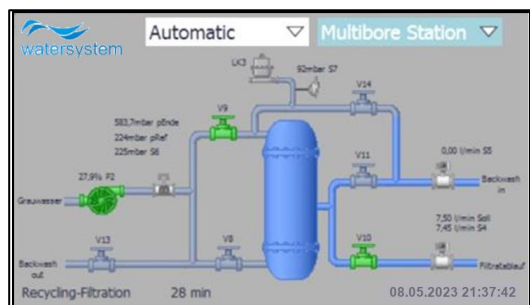 watersystem
Automatic
Multibore Station
LK3
92mbar S7
V14
V9
583,7mbar pEnde
224mbar pRef
225mbar S6
0,00 l/min S5
V11
27,9% P2
Backwash
in
Grauwasser
7,50 l/min Soll
7,45 l/min S4
V13
V8
V10
Backwash
out
Filtratablauf
Recycling-Filtration
28 min
08.05.2023 21:37:42